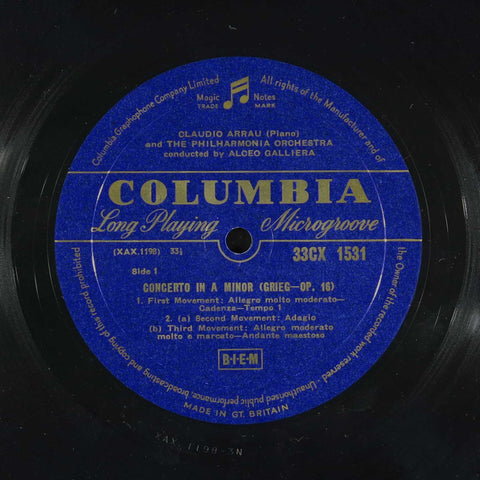 Columbia Graphophone Company Limited
All rights of the Manufacturer and of
the Owner of the recorded work reserved.
Unauthorised public performance, broadcasting
and copying of this record prohibited
Magic Notes
TRADE MARK
CLAUDIO ARRAU (Piano)
and THE PHILHARMONIA ORCHESTRA
conducted by ALCEO GALLIERA
COLUMBIA
Long Playing Microgroove
(XAX.1198) 33⅓ 33CX 1531
Side 1
CONCERTO IN A MINOR (GRIEG—OP. 16)
1. First Movement: Allegro molto moderato—
Cadenza—Tempo 1
2. (a) Second Movement: Adagio
(b) Third Movement: Allegro moderato
molto e marcato—Andante maestoso
B·I·E·M
MADE IN GT. BRITAIN
XAX.1198-3N